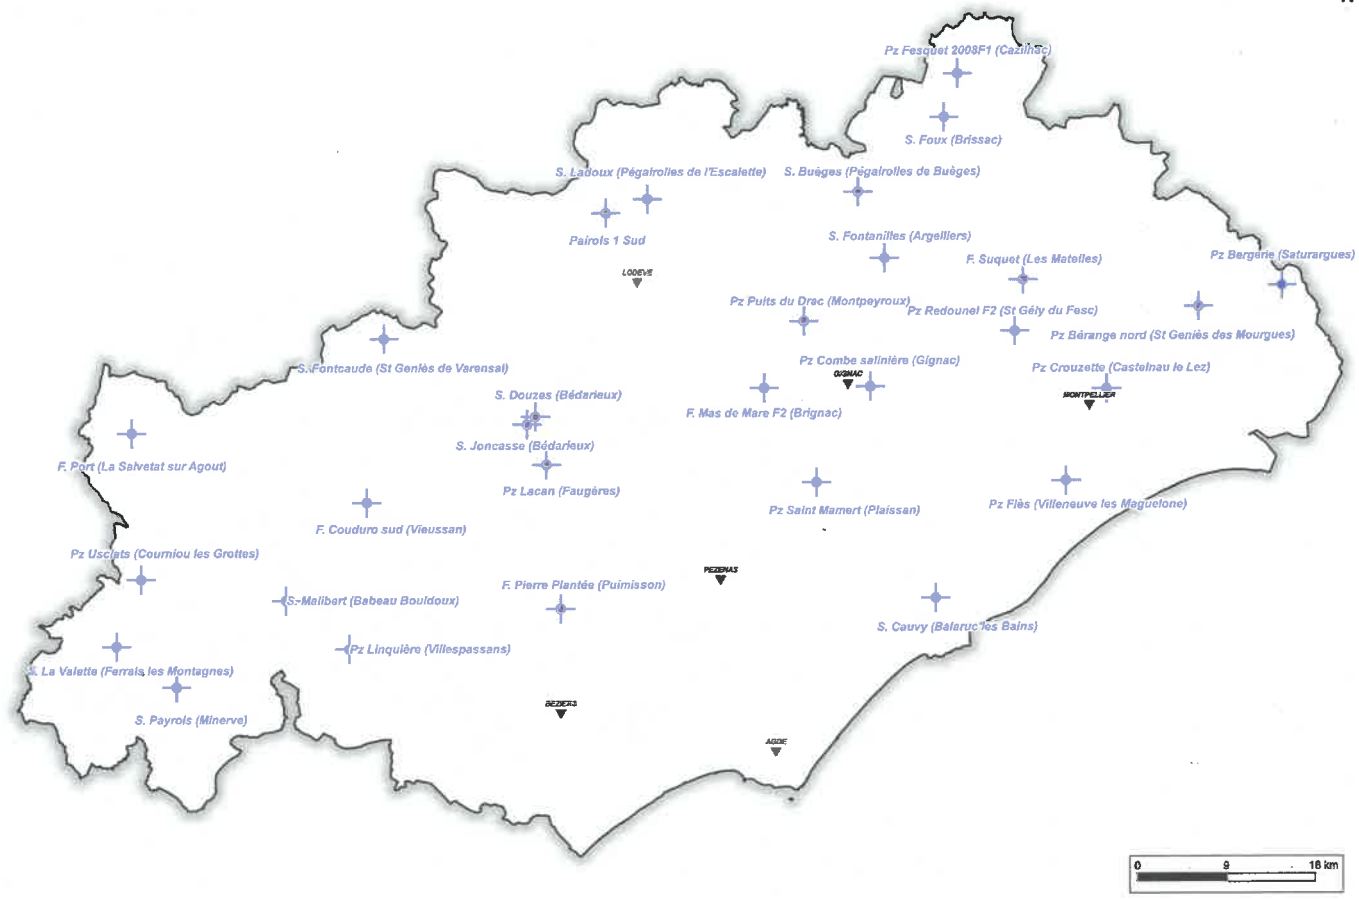 Pz Fesquet 2008F1 (Cazilhac)
S. Foux (Brissac)
S. Ladoux (Pégairolles de l'Escalette)
S. Buèges (Pégairolles de Buèges)
Pairols 1 Sud
S. Fontanilles (Argelliers)
F. Suquet (Les Matelles)
Pz Bergerie (Saturargues)
LODEVE
Pz Puits du Drac (Montpeyroux)
Pz Redounel F2 (St Gély du Fesc)
Pz Bérange nord (St Geniès des Mourgues)
S. Fontcaude (St Geniès de Varensal)
Pz Combe salinière (Gignac)
GIGNAC
Pz Crouzette (Castelnau le Lez)
MONTPELLIER
S. Douzes (Bédarieux)
F. Mas de Mare F2 (Brignac)
S. Joncasse (Bédarieux)
F. Port (La Salvetat sur Agout)
Pz Lacan (Faugères)
Pz Saint Mamert (Plaissan)
Pz Flès (Villeneuve les Maguelone)
F. Couduro sud (Vieussan)
Pz Usclats (Courniou les Grottes)
PEZENAS
F. Pierre Plantée (Puimisson)
S. Malibert (Babeau Bouldoux)
S. Cauvy (Balaruc les Bains)
Pz Linquière (Villespassans)
S. La Valette (Ferrals les Montagnes)
BEZIERS
S. Payrols (Minerve)
AGDE
0 9 18 km